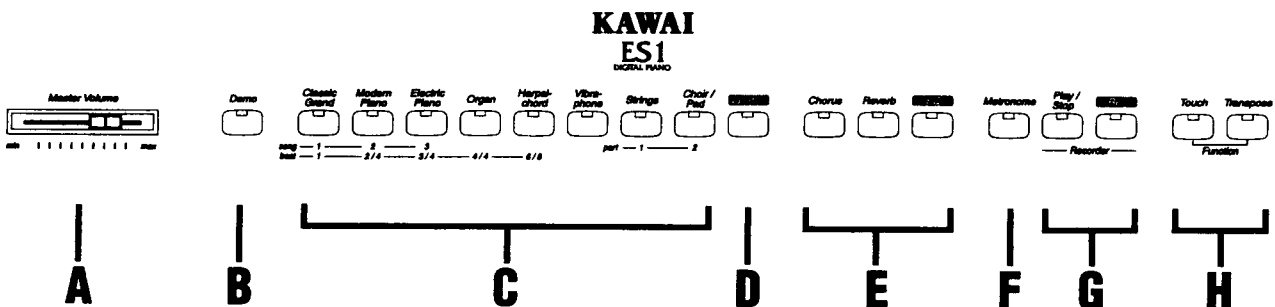 KAWAI
ES1
DIGITAL PIANO
Master Volume
min max
Demo
Classic Grand
Modern Piano
Electric Piano
Organ
Harpsi-chord
Vibra-phone
Strings
Choir / Pad
Chorus
Reverb
Metronome
Play / Stop
Touch
Transpose
song 1 2 3
beat 1 2/4 3/4 4/4 6/8
part 1 2
Recorder
Function
A B C D E F G H